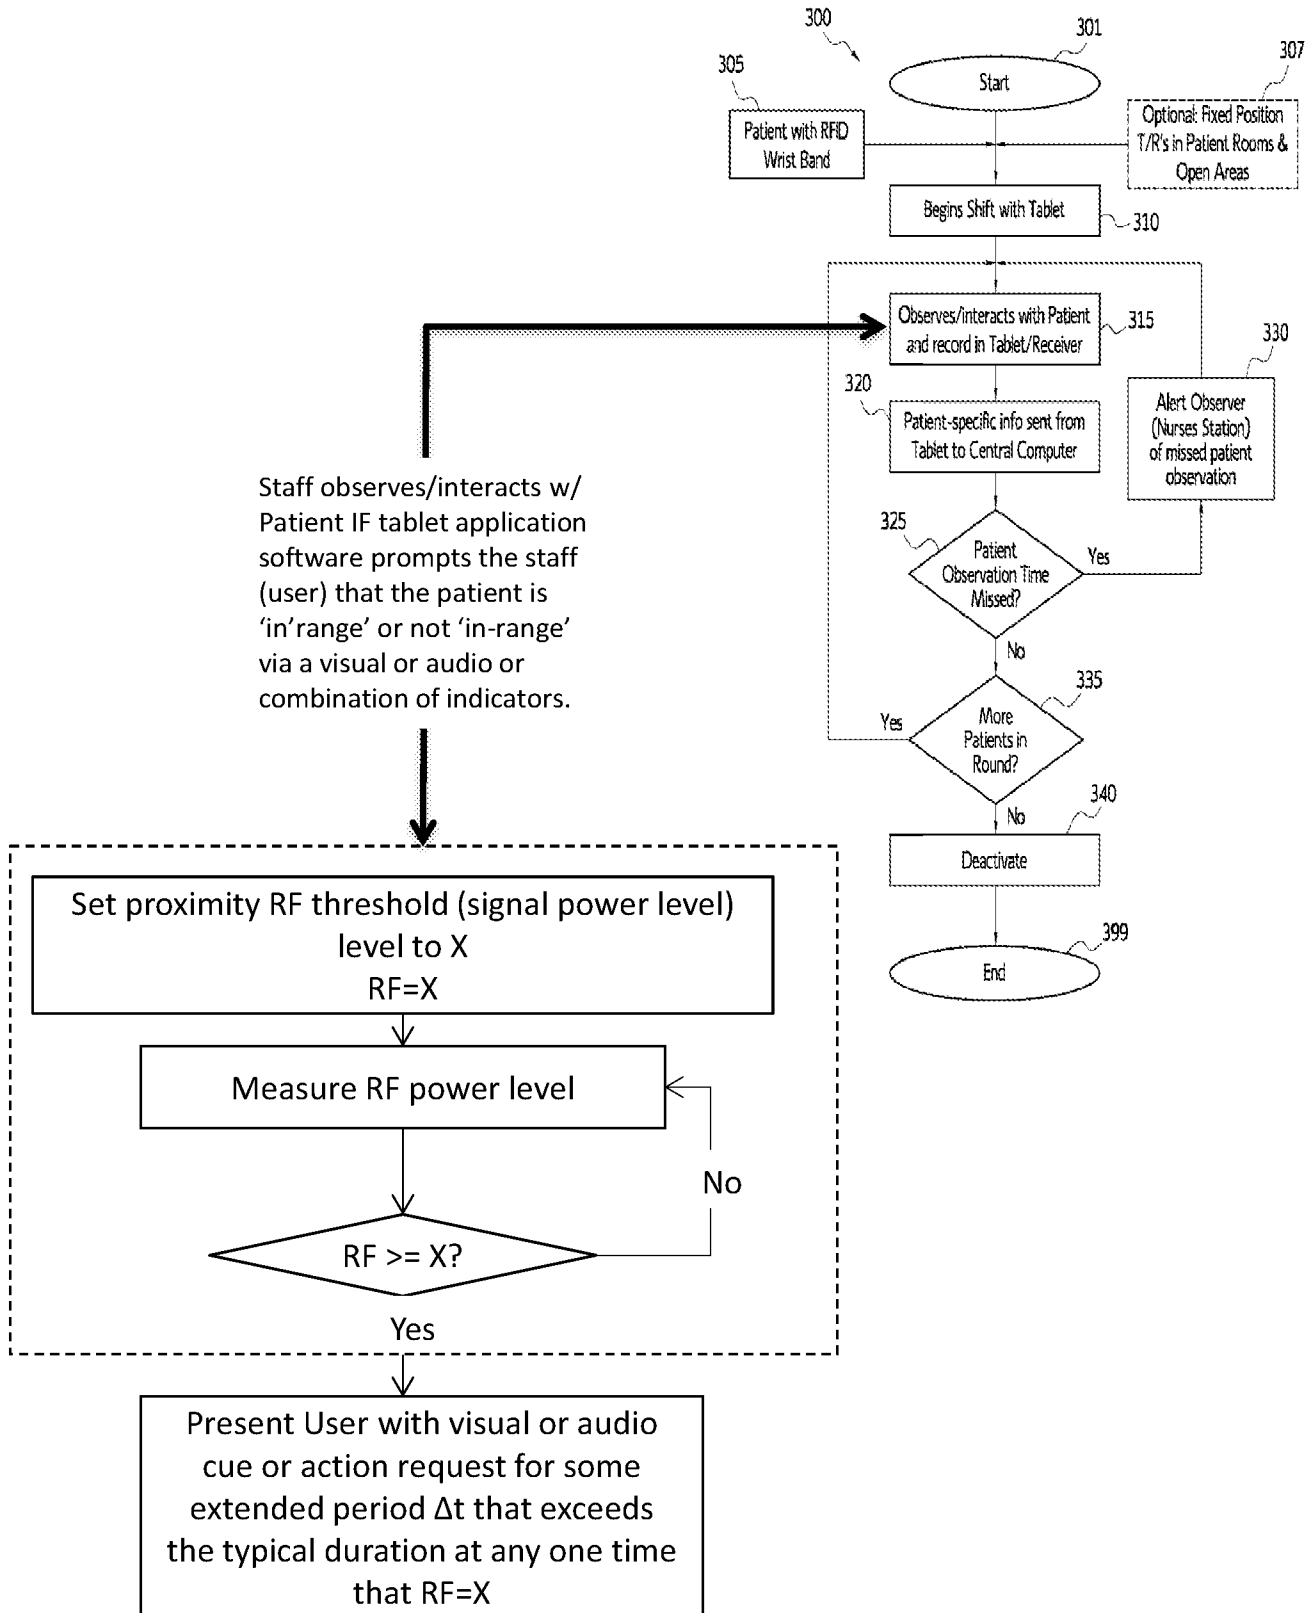 300
301
Start
305
Patient with RFID
Wrist Band
307
Optional: Fixed Position
T/R's in Patient Rooms &
Open Areas
Begins Shift with Tablet
310
Observes/interacts with Patient
and record in Tablet/Receiver
315
320
Patient-specific info sent from
Tablet to Central Computer
330
Alert Observer
(Nurses Station)
of missed patient
observation
325
Patient
Observation Time
Missed?
Yes
No
335
More
Patients in
Round?
Yes
No
340
Deactivate
399
End
Staff observes/interacts w/
Patient IF tablet application
software prompts the staff
(user) that the patient is
‘in’range’ or not ‘in-range’
via a visual or audio or
combination of indicators.
Set proximity RF threshold (signal power level)
level to X
RF=X
Measure RF power level
No
RF >= X?
Yes
Present User with visual or audio
cue or action request for some
extended period Δt that exceeds
the typical duration at any one time
that RF=X